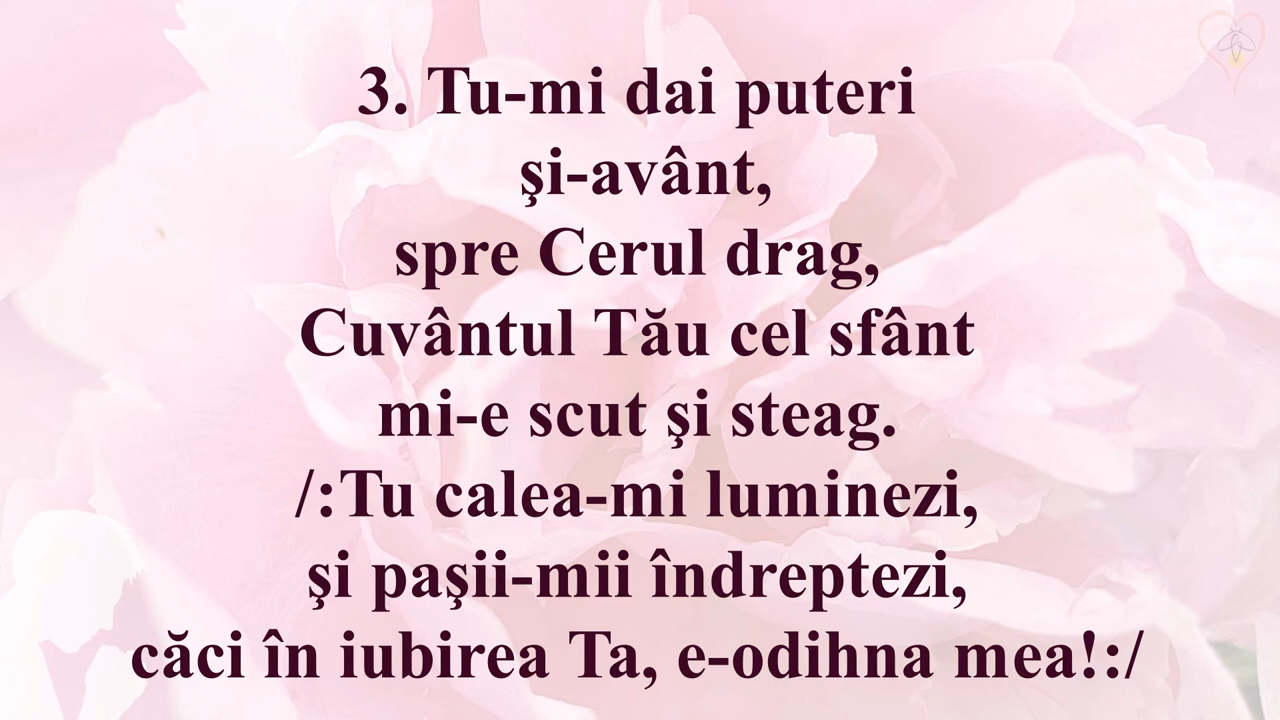 3. Tu-mi dai puteri
şi-avânt,
spre Cerul drag,
Cuvântul Tău cel sfânt
mi-e scut şi steag.
/:Tu calea-mi luminezi,
şi paşii-mii îndreptezi,
căci în iubirea Ta, e-odihna mea!:/